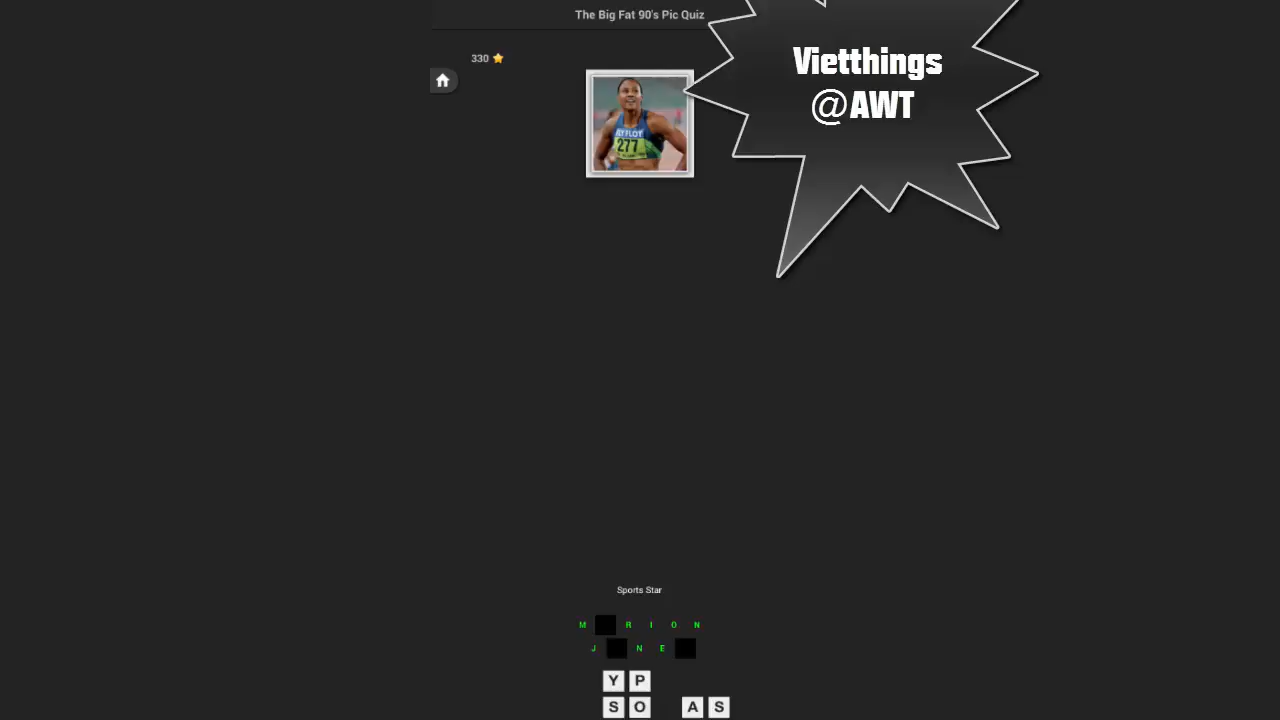 The Big Fat 90's Pic Quiz
Vietthings
@AWT
330
277
Sports Star
M R I O N
J N E
Y P
S O A S